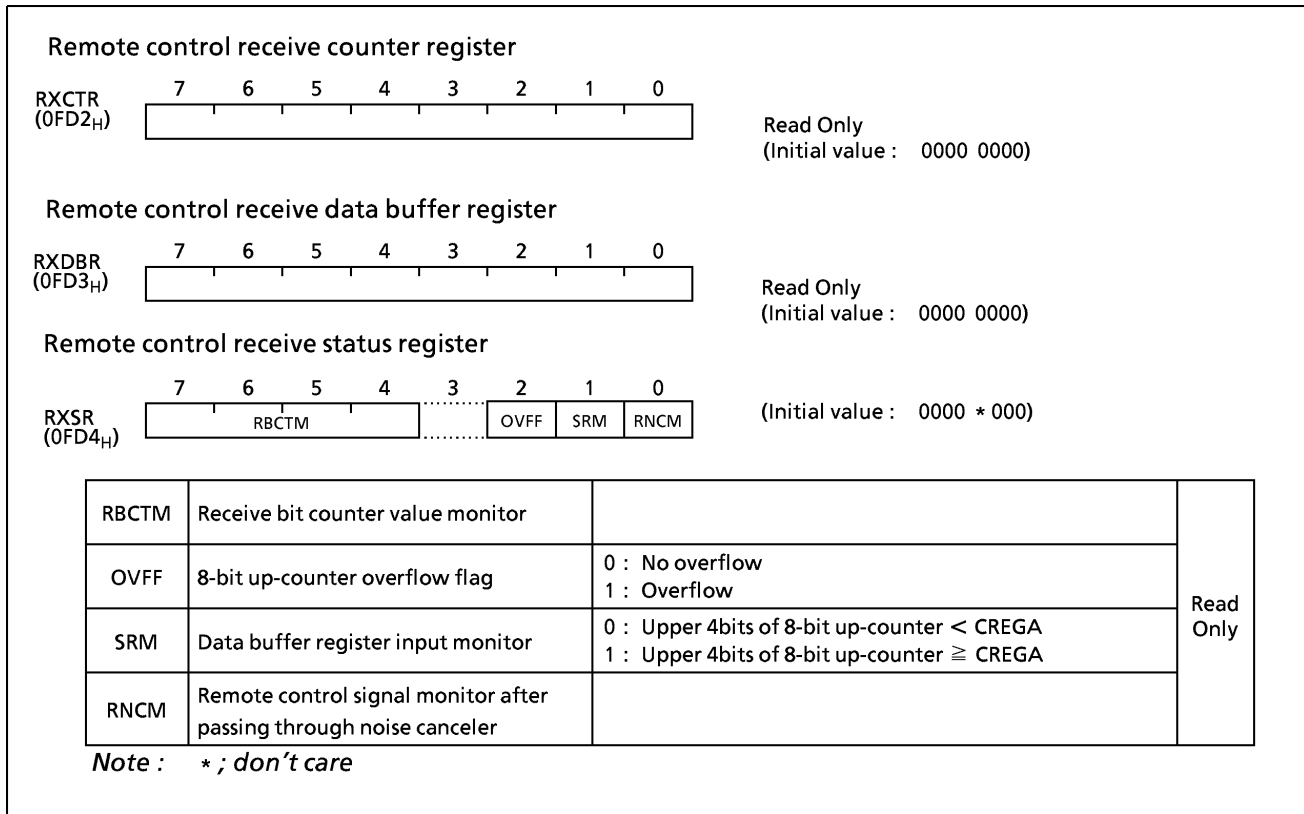 Remote control receive counter register
7 6 5 4 3 2 1 0
RXCTR
(0FD2H)
Read Only
(Initial value : 0000 0000)
Remote control receive data buffer register
7 6 5 4 3 2 1 0
RXDBR
(0FD3H)
Read Only
(Initial value : 0000 0000)
Remote control receive status register
7 6 5 4 3 2 1 0
RXSR
(0FD4H)
RBCTM OVFF SRM RNCM
(Initial value : 0000 * 000)
RBCTM Receive bit counter value monitor
OVFF 8-bit up-counter overflow flag
0 : No overflow
1 : Overflow
SRM Data buffer register input monitor
0 : Upper 4bits of 8-bit up-counter < CREGA
1 : Upper 4bits of 8-bit up-counter ≧ CREGA
RNCM Remote control signal monitor after
passing through noise canceler
Read
Only
Note : * ; don't care